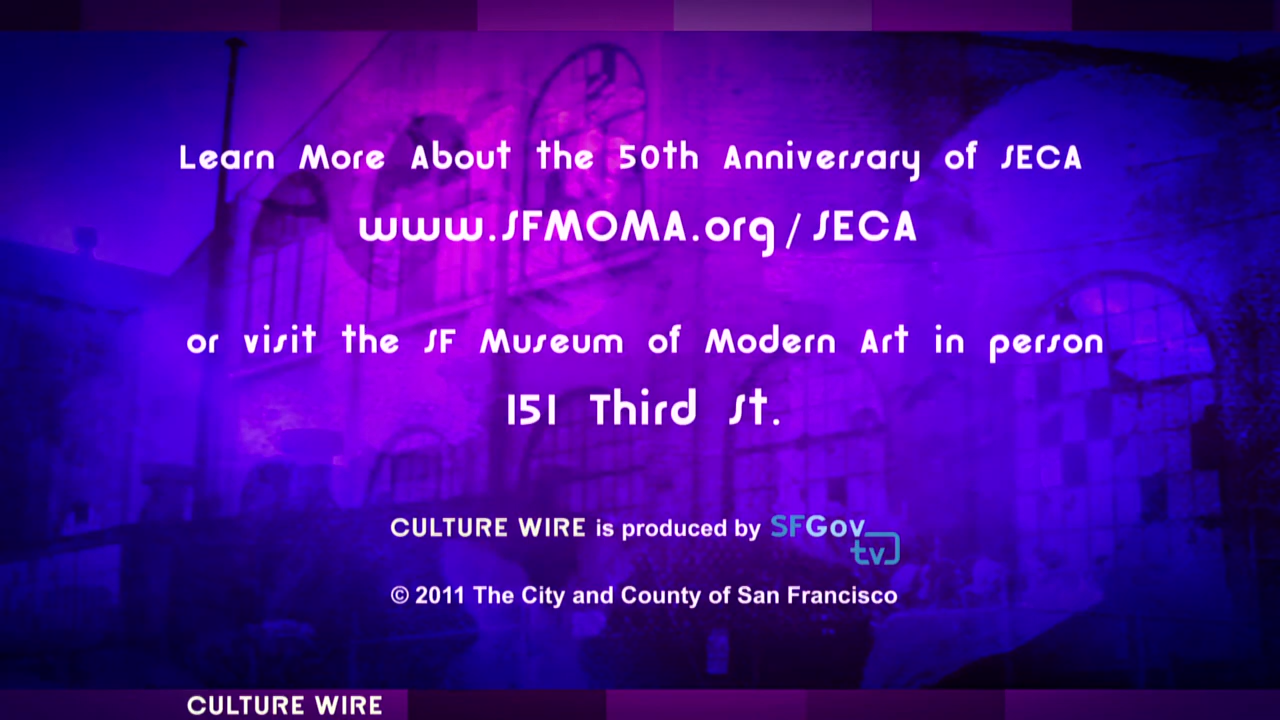 Learn More About the 50th Anniversary of SECA
www.SFMOMA.org/SECA
or visit the SF Museum of Modern Art in person
151 Third St.
CULTURE WIRE is produced by SFGov tv
© 2011 The City and County of San Francisco
CULTURE WIRE